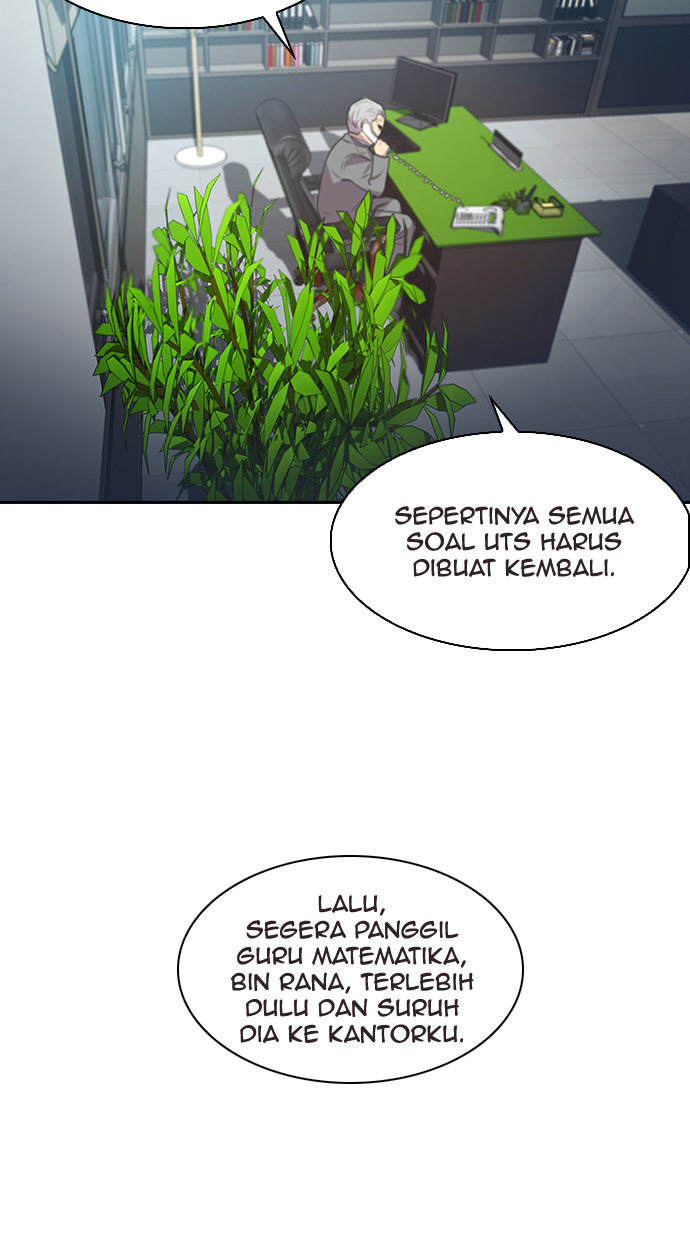 SEPERTINYA SEMUA
SOAL UTS HARUS
DIBUAT KEMBALI.
LALU,
SEGERA PANGGIL
GURU MATEMATIKA,
BIN RANA, TERLEBIH
DULU DAN SURUH
DIA KE KANTORKU.